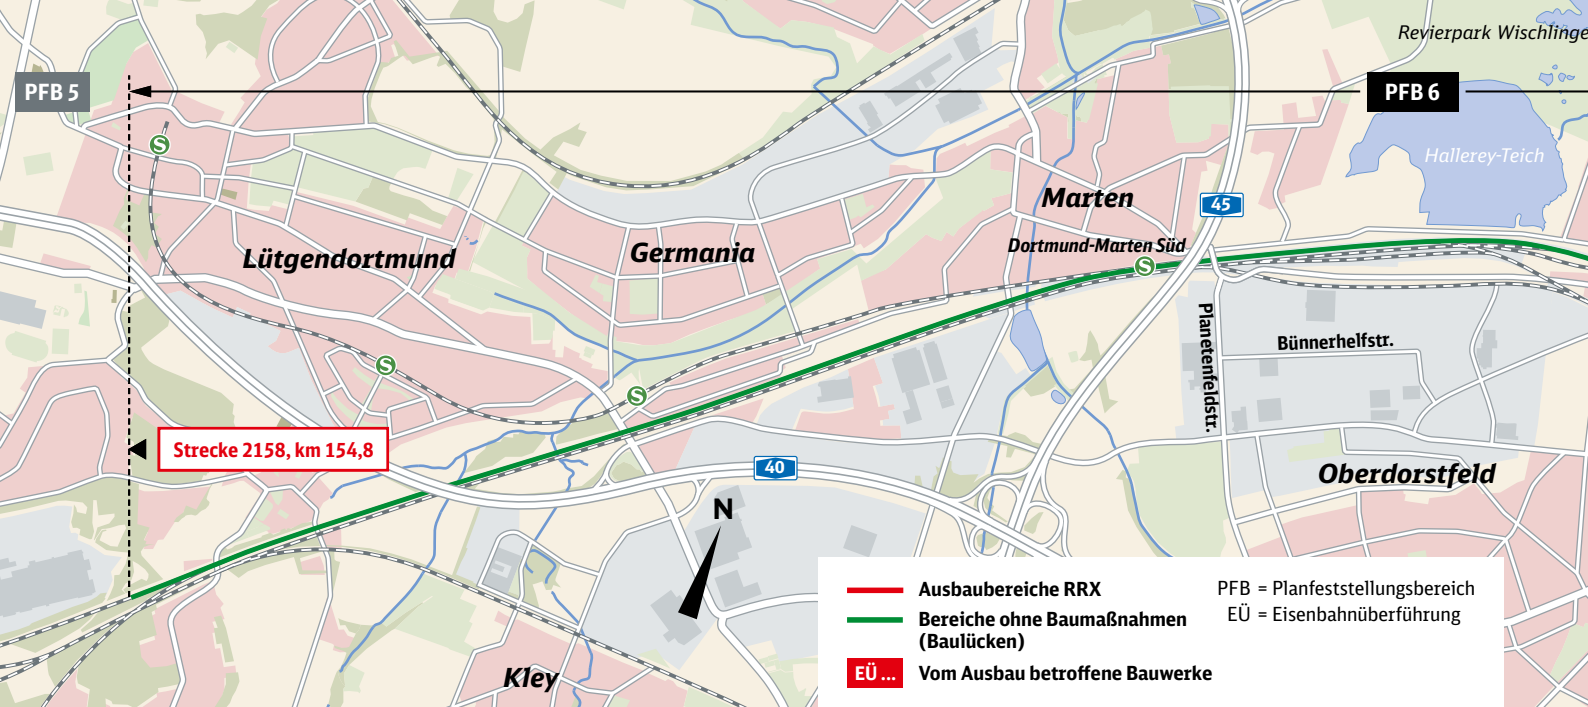 Revierpark Wischlinge
PFB 5
PFB 6
S
Hallerey-Teich
Marten
45
Dortmund-Marten Süd
S
Lütgendortmund
Germania
Planetenfeldstr.
Bünnerhelfstr.
S
S
Strecke 2158, km 154,8
40
Oberdorstfeld
N
Kley
Ausbaubereiche RRX
Bereiche ohne Baumaßnahmen
(Baulücken)
EÜ ... Vom Ausbau betroffene Bauwerke
PFB = Planfeststellungsbereich
EÜ = Eisenbahnüberführung